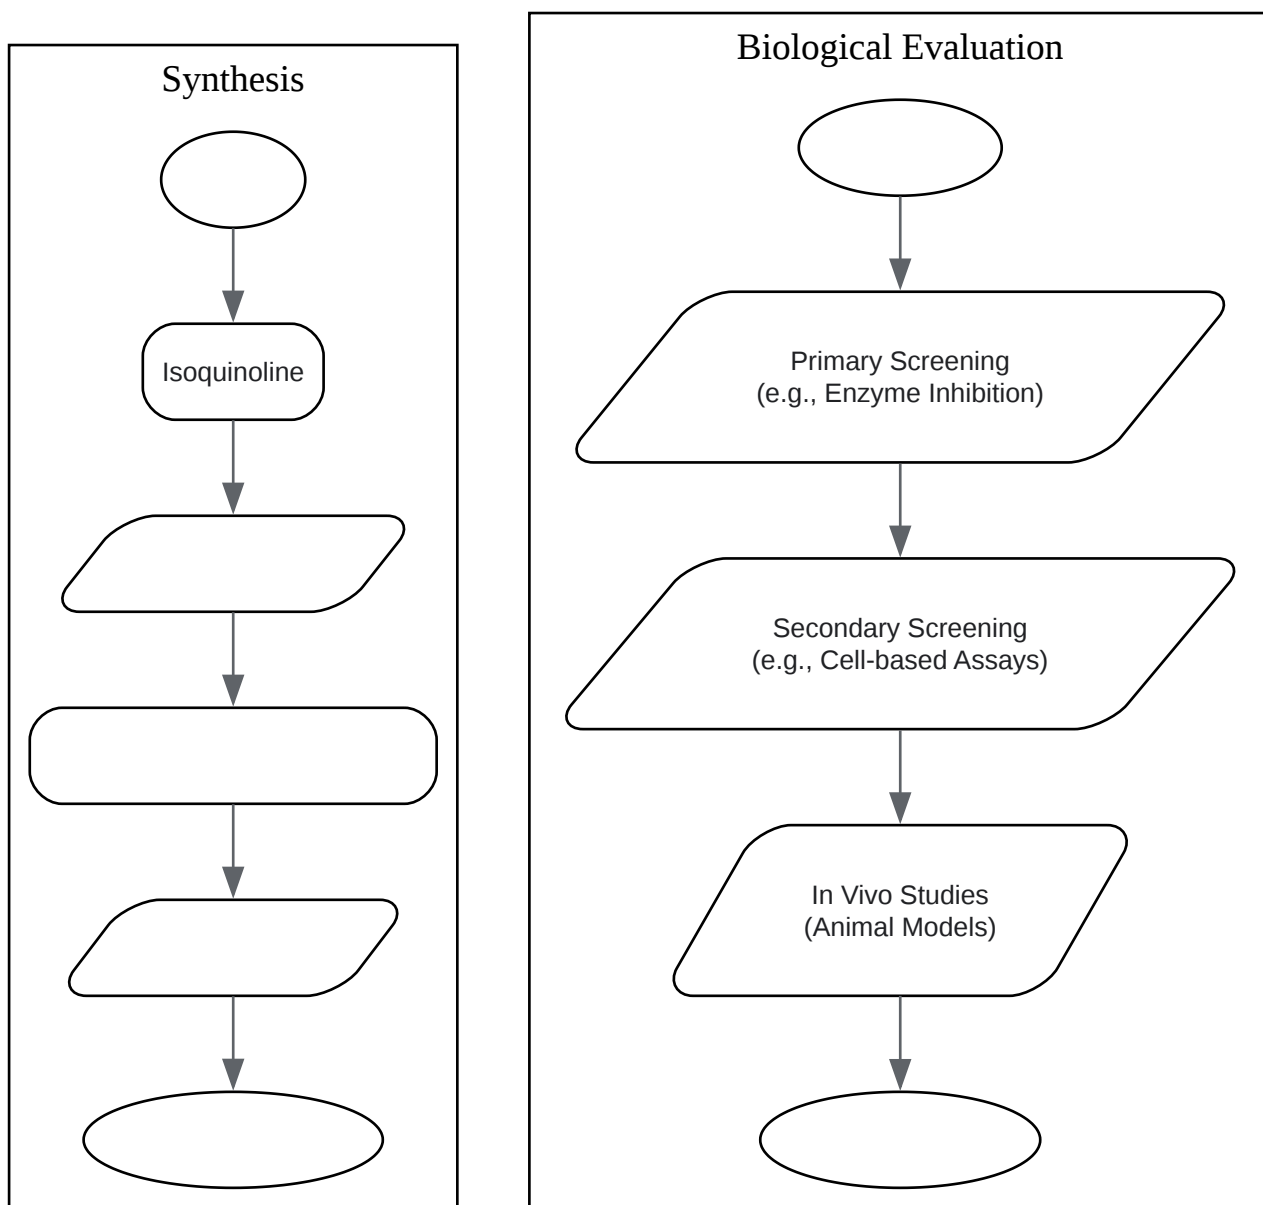 Synthesis
Isoquinoline
Biological Evaluation
Primary Screening
(e.g., Enzyme Inhibition)
Secondary Screening
(e.g., Cell-based Assays)
In Vivo Studies
(Animal Models)